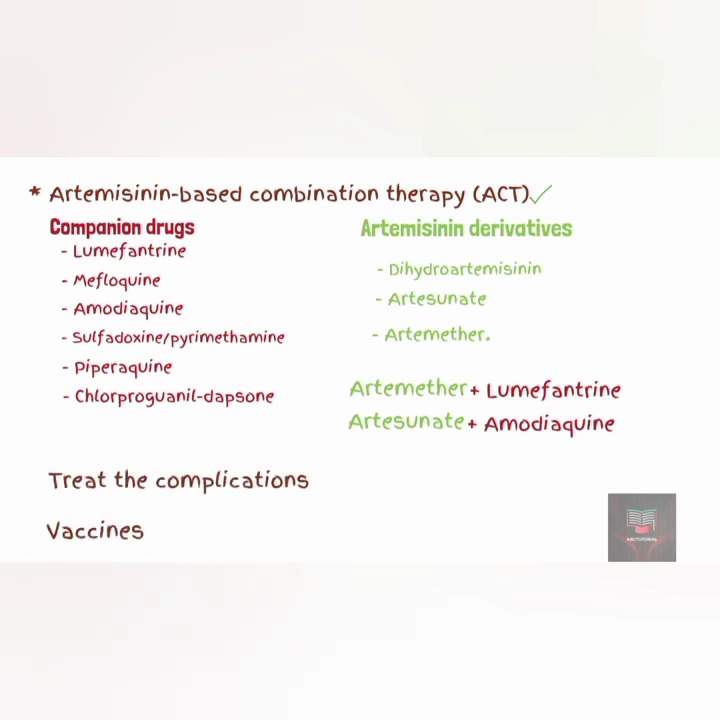 * Artemisinin-based combination therapy (ACT)✓
Companion drugs
- Lumefantrine
- Mefloquine
- Amodiaquine
- Sulfadoxine/pyrimethamine
- Piperaquine
- Chlorproguanil-dapsone
Artemisinin derivatives
- Dihydroartemisinin
- Artesunate
- Artemether.
Artemether + Lumefantrine
Artesunate + Amodiaquine
Treat the complications
Vaccines